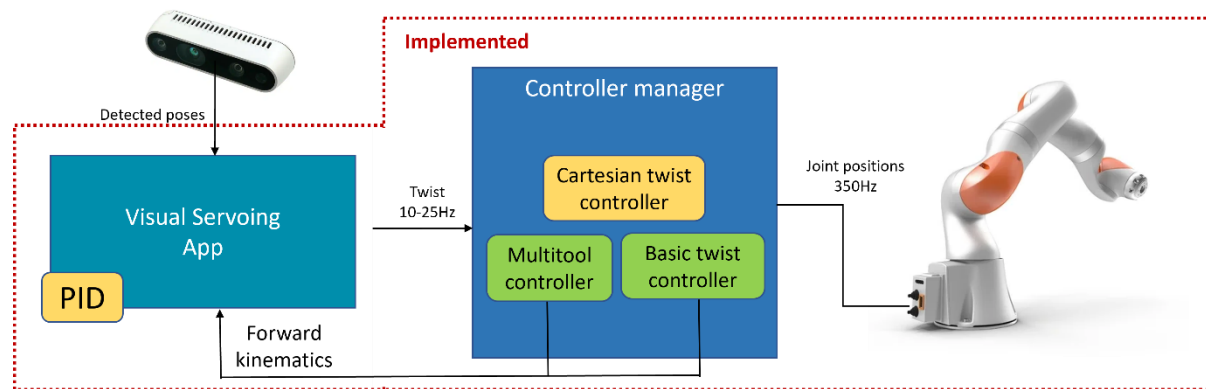 Implemented
Detected poses
Visual Servoing
App
PID
Forward
kinematics
Twist
10-25Hz
Controller manager
Cartesian twist
controller
Multitool
controller
Basic twist
controller
Joint positions
350Hz